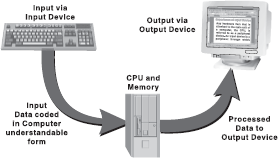 Input via
Input Device
Output via
Output Device
CPU and
Memory
Input
Data coded
in Computer
understandable
form
Processed
Data to
Output Device